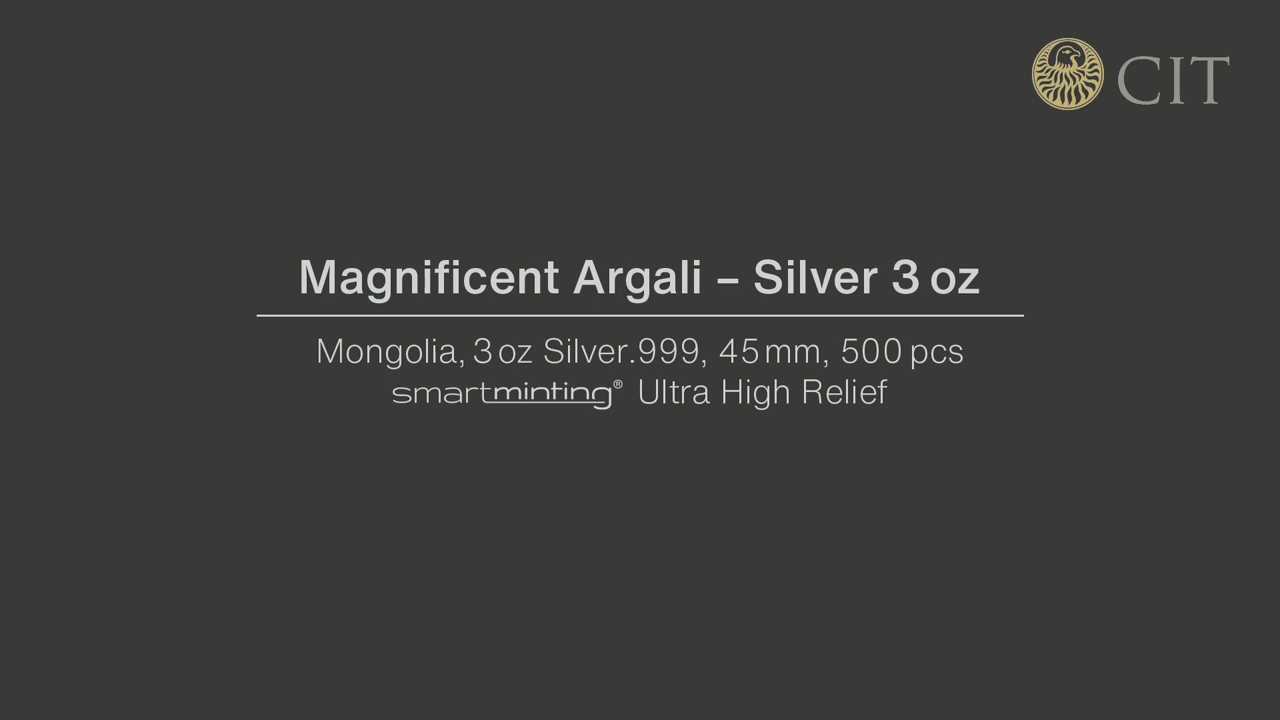 CIT
Magnificent Argali – Silver 3 oz
Mongolia, 3 oz Silver.999, 45 mm, 500 pcs
smartminting® Ultra High Relief